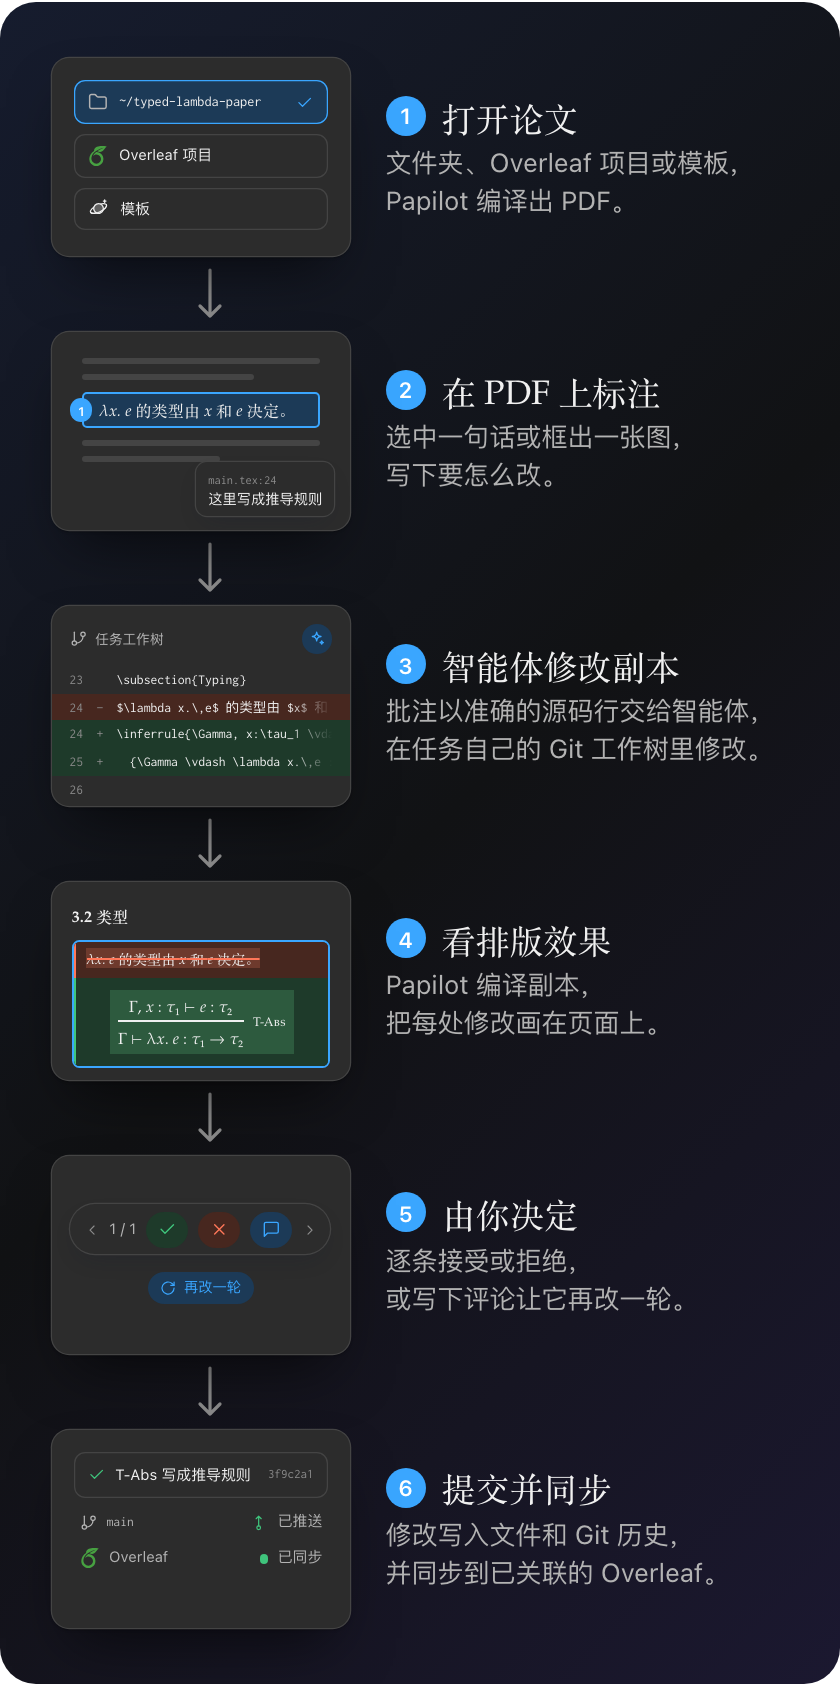 ~/typed-lambda-paper
Overleaf 项目
模板
1 打开论文
文件夹、Overleaf 项目或模板，
Papilot 编译出 PDF。
1 λx. e 的类型由 x 和 e 决定。
main.tex:24
这里写成推导规则
2 在 PDF 上标注
选中一句话或框出一张图，
写下要怎么改。
任务工作树
23 \subsection{Typing}
24 − $\lambda x.\,e$ 的类型由 $x$ 和
24 + \inferrule{\Gamma, x:\tau_1 \vd
25 + {\Gamma \vdash \lambda x.\,e
26
3 智能体修改副本
批注以准确的源码行交给智能体，
在任务自己的 Git 工作树里修改。
3.2 类型
λx. e 的类型由 x 和 e 决定。
Γ, x : τ₁ ⊢ e : τ₂
T-Abs
Γ ⊢ λx. e : τ₁ → τ₂
4 看排版效果
Papilot 编译副本，
把每处修改画在页面上。
1 / 1
再改一轮
5 由你决定
逐条接受或拒绝，
或写下评论让它再改一轮。
T-Abs 写成推导规则 3f9c2a1
main 已推送
Overleaf 已同步
6 提交并同步
修改写入文件和 Git 历史，
并同步到已关联的 Overleaf。